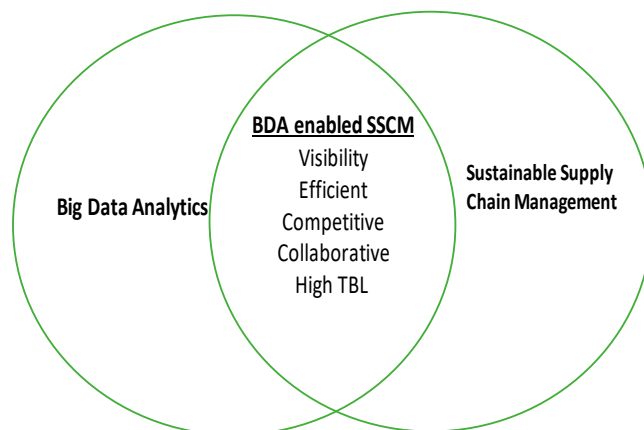 Big Data Analytics
BDA enabled SSCM
Visibility
Efficient
Competitive
Collaborative
High TBL
Sustainable Supply
Chain Management